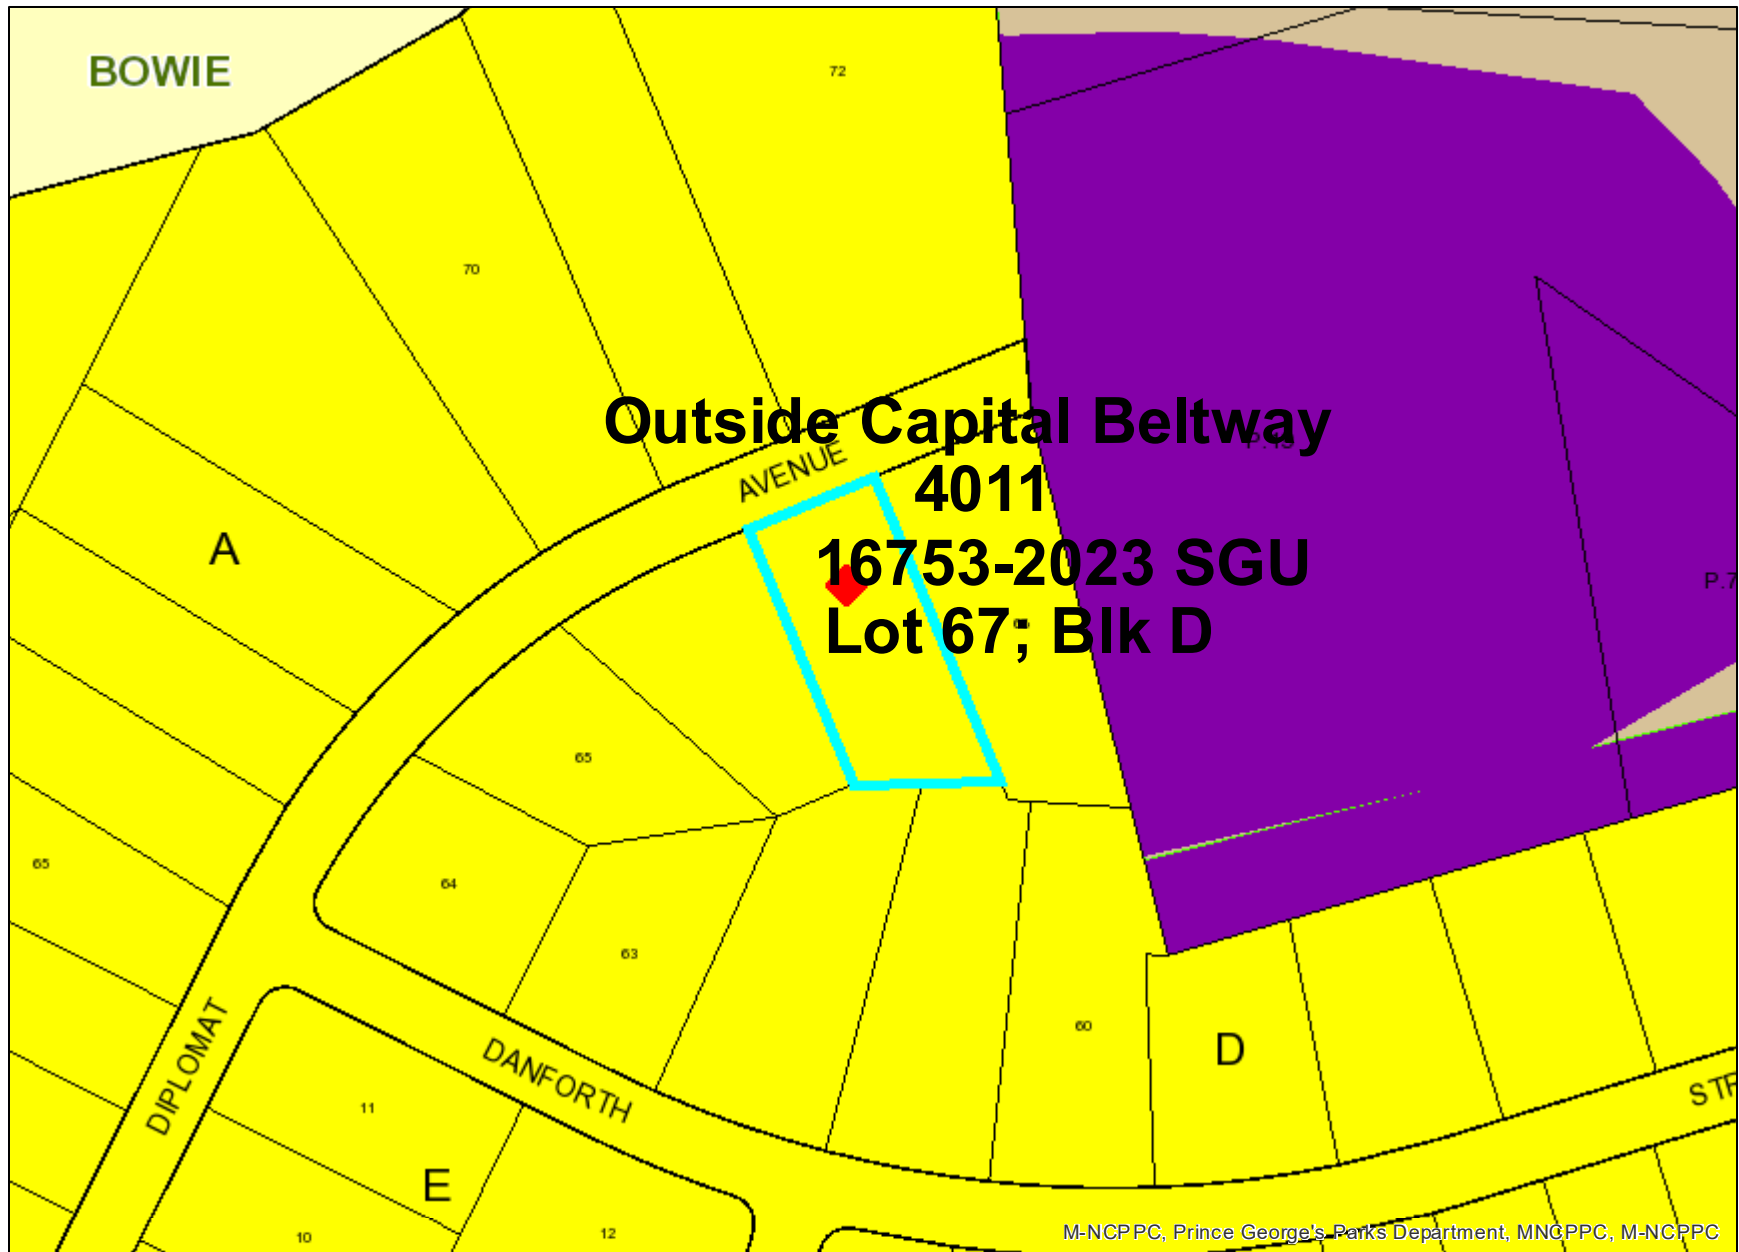 BOWIE
72
70
Outside Capital Beltway
P.43
AVENUE
4011
A
16753-2023 SGU
P.7
Lot 67; Blk D
65
65
64
63
60
D
DIPLOMAT
DANFORTH
STR
11
E
10
12
M-NCPPC, Prince George's Parks Department, MNCPPC, M-NCPPC